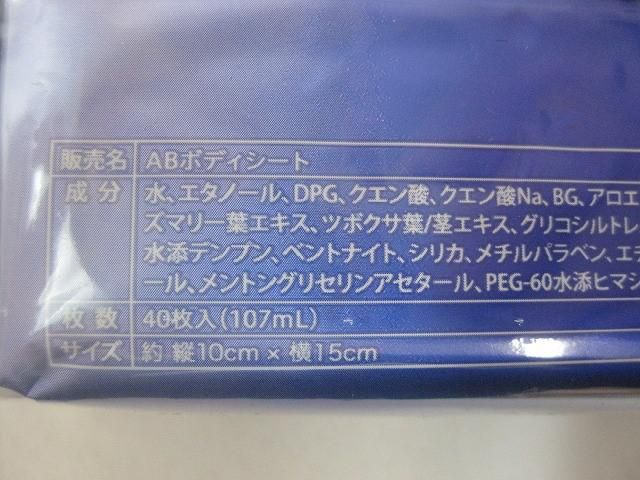 販売名 ABボディシート
成分 水、エタノール、DPG、クエン酸、クエン酸Na、BG、アロエ
ズマリー葉エキス、ツボクサ葉/茎エキス、グリコシルトレ
水添デンプン、ベントナイト、シリカ、メチルパラベン、エチ
ール、メントングリセリンアセタール、PEG-60水添ヒマシ
枚数 40枚入(107mL)
サイズ 約 縦10cm×横15cm